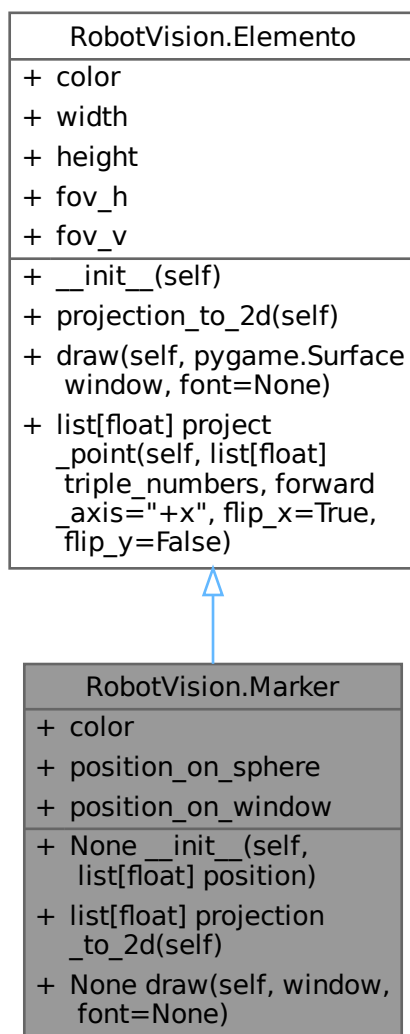 RobotVision.Elemento
+ color
+ width
+ height
+ fov_h
+ fov_v
+ __init__(self)
+ projection_to_2d(self)
+ draw(self, pygame.Surface
window, font=None)
+ list[float] project
_point(self, list[float]
triple_numbers, forward
_axis="+x", flip_x=True,
flip_y=False)
RobotVision.Marker
+ color
+ position_on_sphere
+ position_on_window
+ None __init__(self,
list[float] position)
+ list[float] projection
_to_2d(self)
+ None draw(self, window,
font=None)